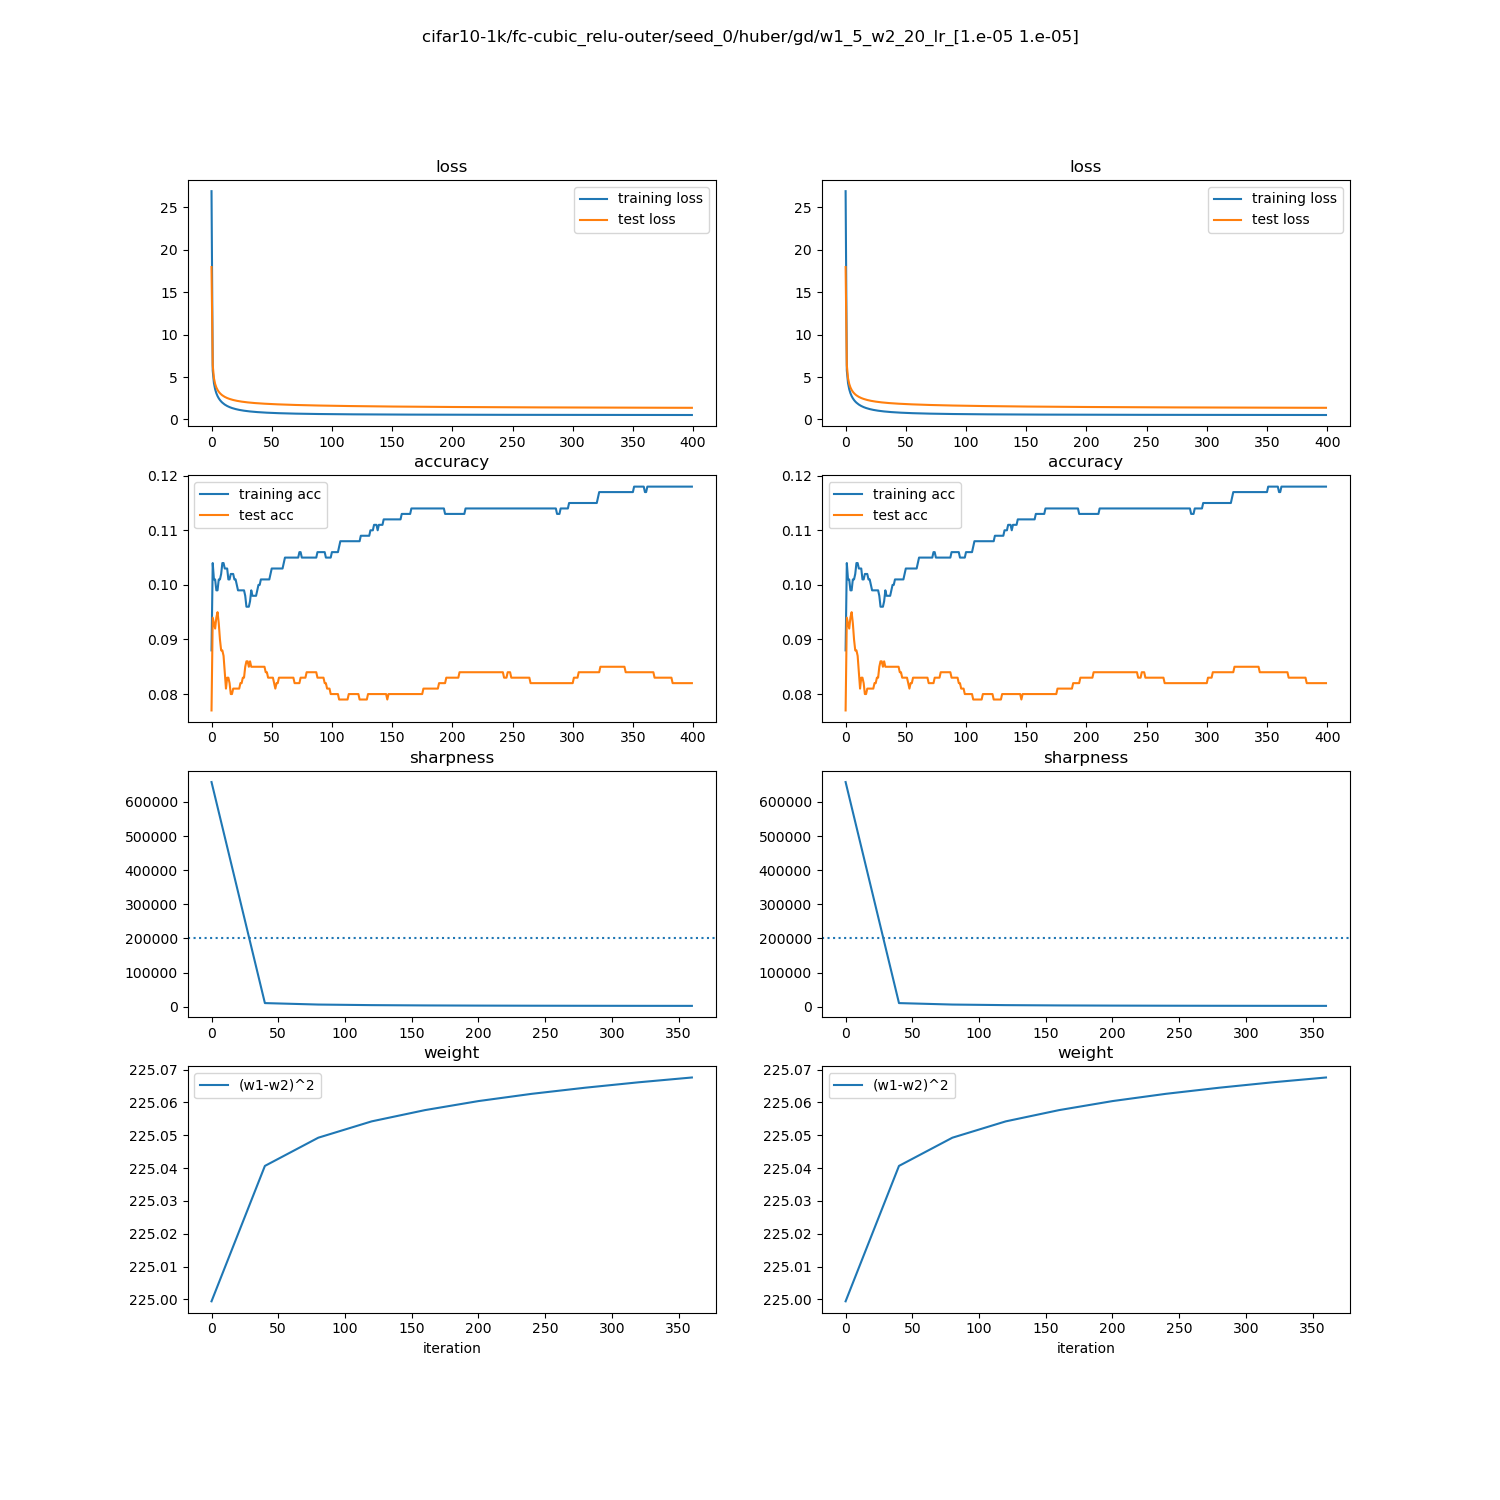 cifar10-1k/fc-cubic_relu-outer/seed_0/huber/gd/w1_5_w2_20_lr_[1.e-05 1.e-05]
loss
25
20
15
10
5
0
training loss
test loss
0 50 100 150 200 250 300 350 400
loss
25
20
15
10
5
0
training loss
test loss
0 50 100 150 200 250 300 350 400
accuracy
0.12
0.11
0.10
0.09
0.08
training acc
test acc
0 50 100 150 200 250 300 350 400
accuracy
0.12
0.11
0.10
0.09
0.08
training acc
test acc
0 50 100 150 200 250 300 350 400
sharpness
600000
500000
400000
300000
200000
100000
0
0 50 100 150 200 250 300 350
sharpness
600000
500000
400000
300000
200000
100000
0
0 50 100 150 200 250 300 350
weight
225.07
225.06
225.05
225.04
225.03
225.02
225.01
225.00
(w1-w2)^2
0 50 100 150 200 250 300 350
iteration
weight
225.07
225.06
225.05
225.04
225.03
225.02
225.01
225.00
(w1-w2)^2
0 50 100 150 200 250 300 350
iteration